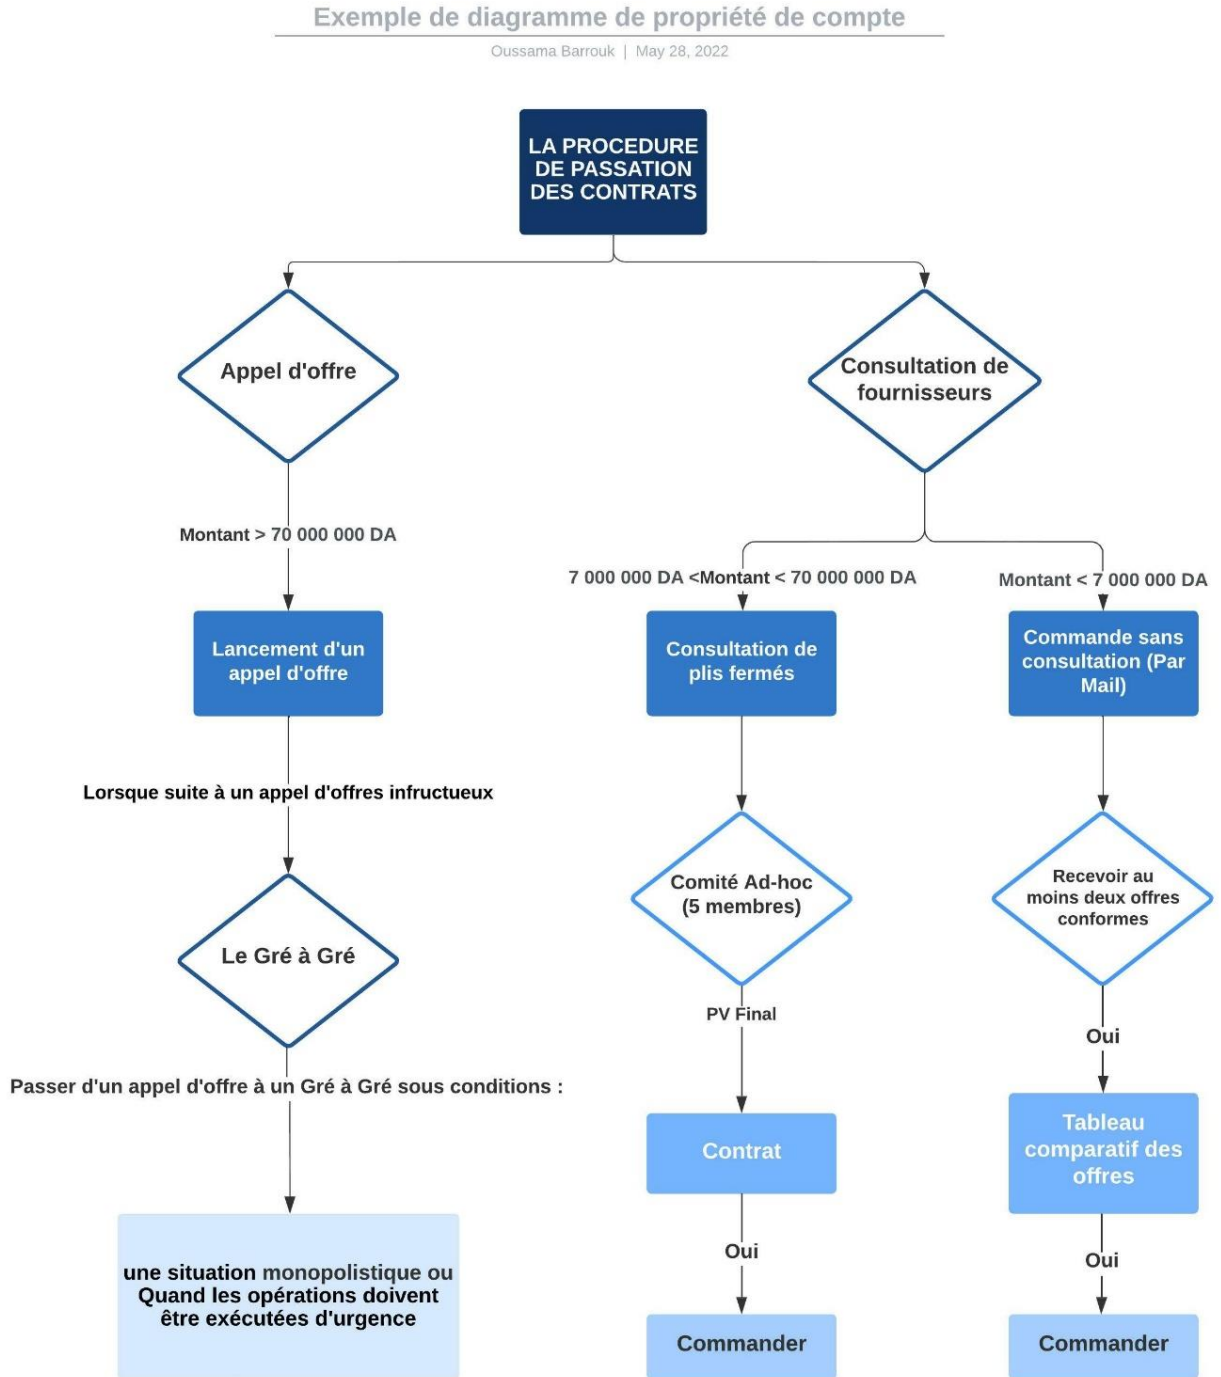 Exemple de diagramme de propriété de compte
Oussama Barrouk | May 28, 2022
LA PROCEDURE
DE PASSATION
DES CONTRATS
Appel d'offre
Consultation de
fournisseurs
Montant > 70 000 000 DA
7 000 000 DA <Montant < 70 000 000 DA
Montant < 7 000 000 DA
Lancement d'un
appel d'offre
Consultation de
plis fermés
Commande sans
consultation (Par
Mail)
Lorsque suite à un appel d'offres infructueux
Le Gré à Gré
Comité Ad-hoc
(5 membres)
Recevoir au
moins deux offres
conformes
PV Final
Oui
Passer d'un appel d'offre à un Gré à Gré sous conditions :
Contrat
Tableau
comparatif des
offres
Oui
Oui
une situation monopolistique ou
Quand les opérations doivent
être exécutées d'urgence
Commander
Commander